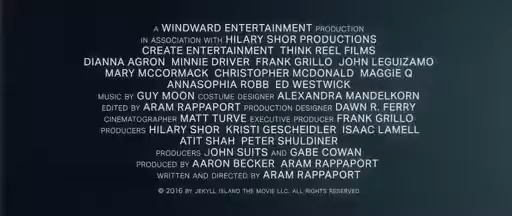 A WINDWARD ENTERTAINMENT PRODUCTION
IN ASSOCIATION WITH HILARY SHOR PRODUCTIONS
CREATE ENTERTAINMENT THINK REEL FILMS
DIANNA AGRON MINNIE DRIVER FRANK GRILLO JOHN LEGUIZAMO
MARY MCCORMACK CHRISTOPHER MCDONALD MAGGIE Q
ANNASOPHIA ROBB ED WESTWICK
MUSIC BY GUY MOON COSTUME DESIGNER ALEXANDRA MANDELKORN
EDITED BY ARAM RAPPAPORT PRODUCTION DESIGNER DAWN R. FERRY
CINEMATOGRAPHER MATT TURVE EXECUTIVE PRODUCER FRANK GRILLO
PRODUCERS HILARY SHOR KRISTI GESCHEIDLER ISAAC LAMELL
ATIT SHAH PETER SHULDINER
PRODUCERS JOHN SUITS AND GABE COWAN
PRODUCED BY AARON BECKER ARAM RAPPAPORT
WRITTEN AND DIRECTED BY ARAM RAPPAPORT
© 2016 BY JEKYLL ISLAND THE MOVIE LLC. ALL RIGHTS RESERVED